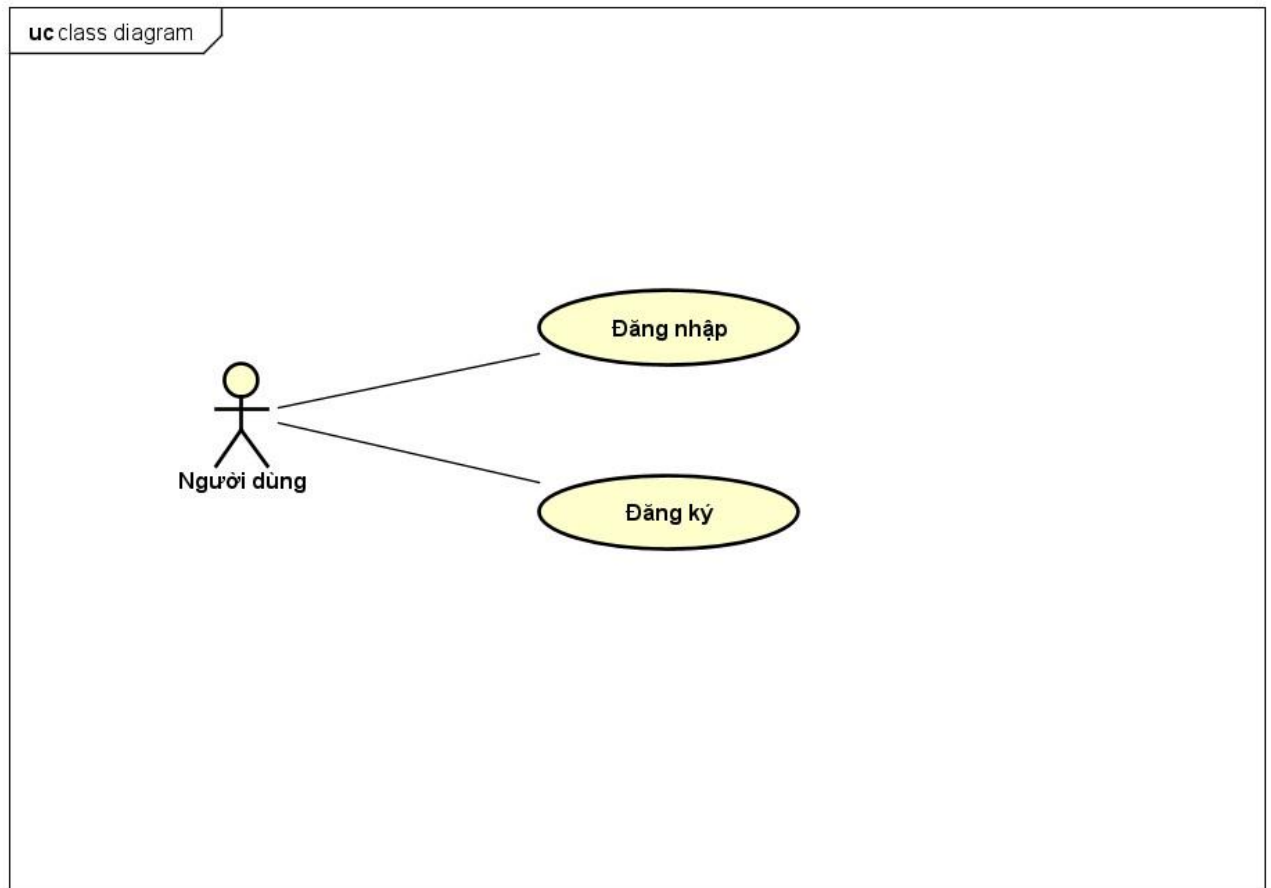 uc class diagram
Đăng nhập
Người dùng
Đăng ký